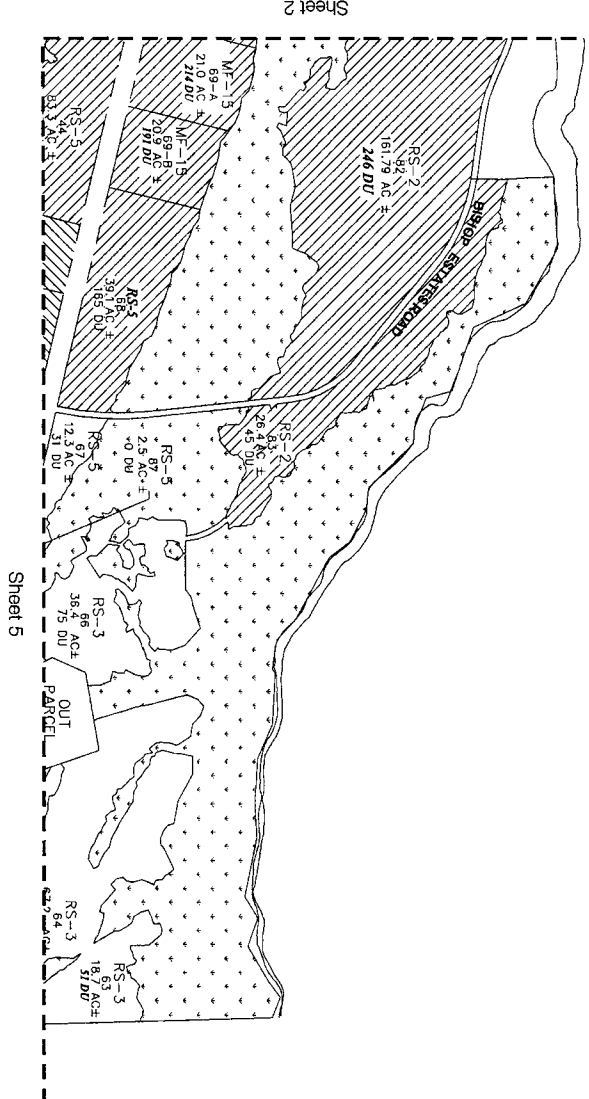 Sheet 2
MF-15
69-A
21.0 AC ±
214 DU
MF-15
69-B
20.9 AC ±
191 DU
RS-5
44
83.3 AC ±
RS-2
82
161.79 AC ±
246 DU
BISHOP ESTATES ROAD
RS-5
68
39.1 AC ±
165 DU
RS-2
83
26.4 AC ±
45 DU
RS-5
87
2.5 AC ±
RS-5
67
12.3 AC ±
31 DU
RS-3
66
36.4 AC±
75 DU
OUT
PARCEL
RS-3
64
RS-3
63
18.7 AC±
51 DU
Sheet 5